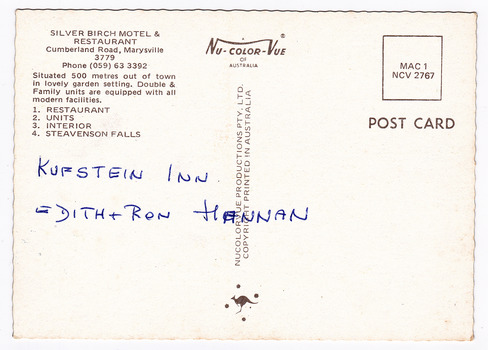 SILVER BIRCH MOTEL &
RESTAURANT
Cumberland Road, Marysville
3779
Phone (059) 63 3392
Situated 500 metres out of town
in lovely garden setting. Double &
Family units are equipped with all
modern facilities.
1. RESTAURANT
2. UNITS
3. INTERIOR
4. STEAVENSON FALLS
NU-COLOR-VUE®
OF
AUSTRALIA
MAC 1
NCV 2767
POST CARD
KUFSTEIN INN
EDITH + RON HANNAN
NUCOLORVUE PRODUCTIONS PTY. LTD.
COPYRIGHT PRINTED IN AUSTRALIA